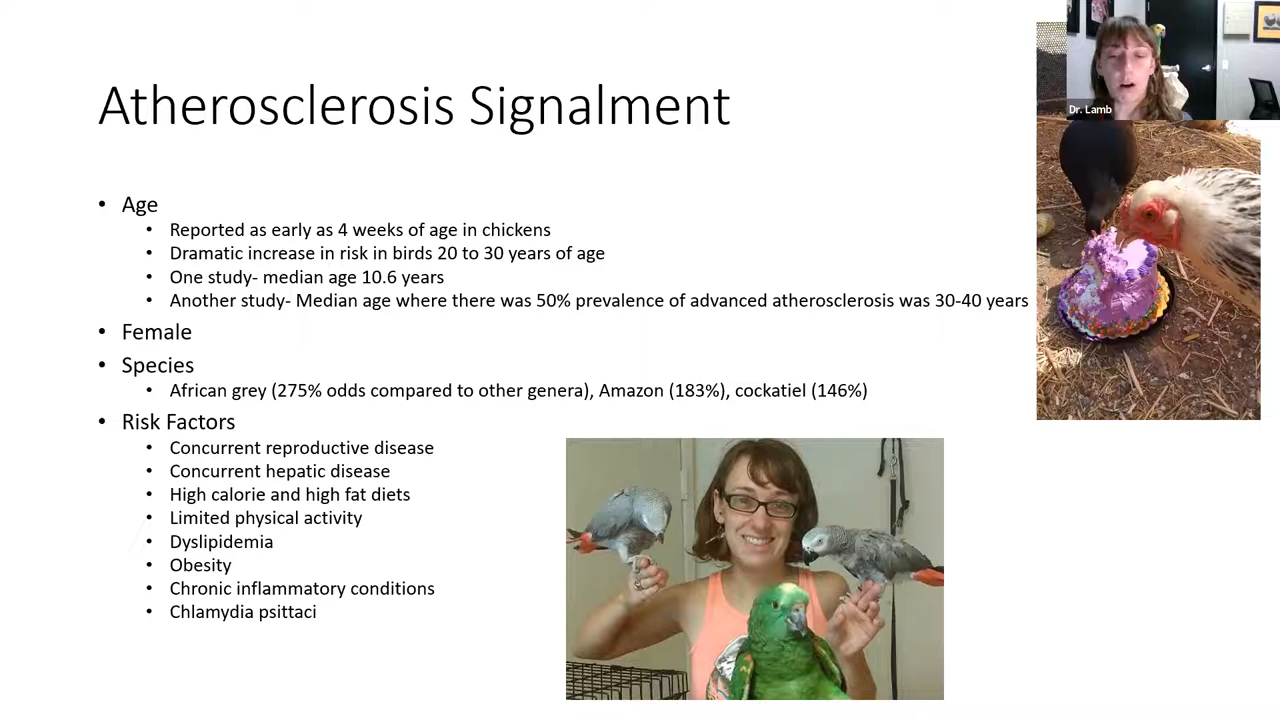 Atherosclerosis Signalment
Dr. Lamb
• Age
• Reported as early as 4 weeks of age in chickens
• Dramatic increase in risk in birds 20 to 30 years of age
• One study- median age 10.6 years
• Another study- Median age where there was 50% prevalence of advanced atherosclerosis was 30-40 years
• Female
• Species
• African grey (275% odds compared to other genera), Amazon (183%), cockatiel (146%)
• Risk Factors
• Concurrent reproductive disease
• Concurrent hepatic disease
• High calorie and high fat diets
• Limited physical activity
• Dyslipidemia
• Obesity
• Chronic inflammatory conditions
• Chlamydia psittaci